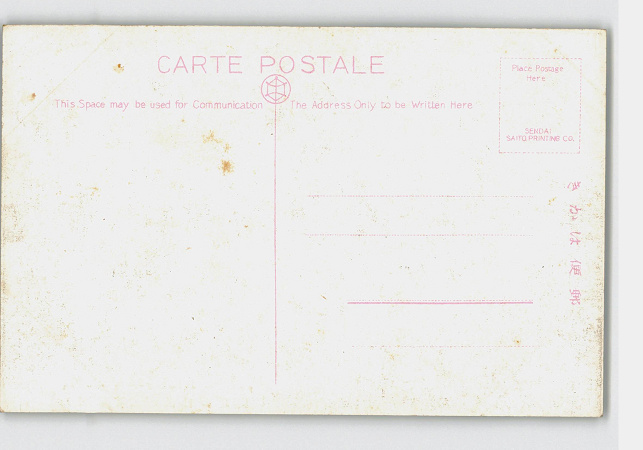 CARTE POSTALE
This Space may be used for Communication
The Address Only to be Written Here
Place Postage
Here
SENDAI
SAITO PRINTING CO.
きがは便郵